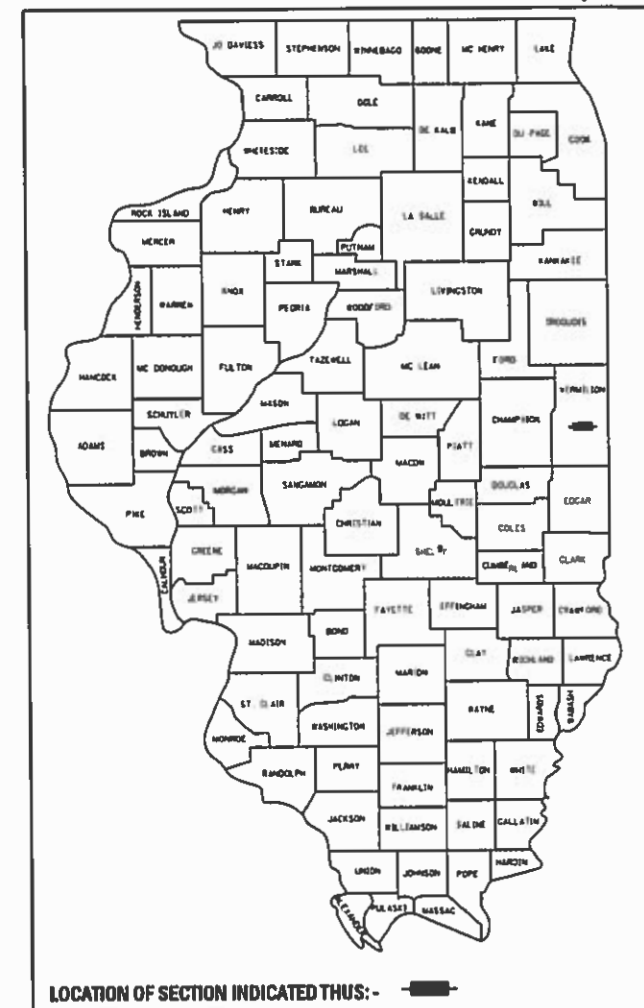 JO DAVIESS STEPHENSON WINNEBAGO BOONE MC HENRY LAKE
CARROLL OGLE DE KALB KANE DU PAGE COOK
WHITESIDE LEE
KENDALL WILL
ROCK ISLAND HENRY BUREAU LA SALLE GRUNDY
MERCER PUTNAM
STARK MARSHALL KANKAKEE
HENDERSON WARREN KNOX PEORIA WOODFORD LIVINGSTON IROQUOIS
HANCOCK MC DONOUGH FULTON TAZEWELL MC LEAN FORD VERMILION
MASON
SCHUYLER LOGAN DE WITT CHAMPAIGN
ADAMS BROWN CASS MENARD PIATT
MACON
PIKE SCOTT MORGAN SANGAMON MOULTRIE DOUGLAS EDGAR
CHRISTIAN COLES
CALHOUN GREENE MACOUPIN MONTGOMERY SHELBY CUMBERLAND CLARK
JERSEY FAYETTE EFFINGHAM JASPER CRAWFORD
MADISON BOND
CLAY RICHLAND LAWRENCE
CLINTON MARION
ST. CLAIR WAYNE EDWARDS WABASH
MONROE WASHINGTON JEFFERSON
RANDOLPH PERRY HAMILTON WHITE
FRANKLIN
JACKSON WILLIAMSON SALINE GALLATIN
UNION JOHNSON POPE HARDIN
ALEXANDER PULASKI MASSAC
LOCATION OF SECTION INDICATED THUS: -